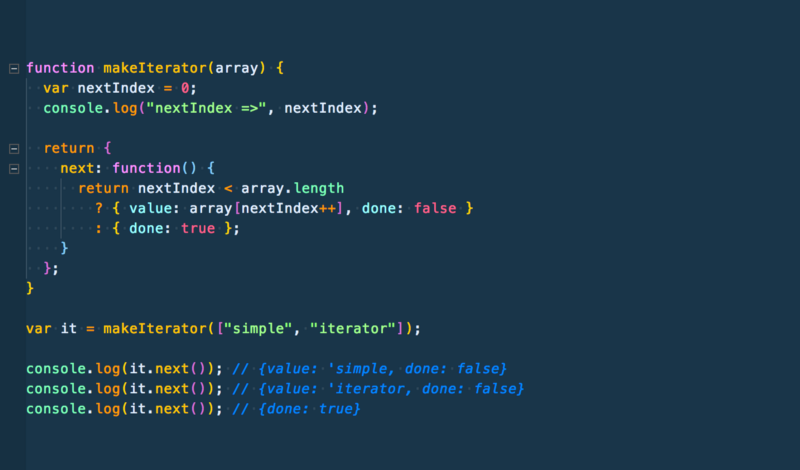 function makeIterator(array) {
  var nextIndex = 0;
  console.log("nextIndex =>", nextIndex);
  return {
    next: function() {
      return nextIndex < array.length
        ? { value: array[nextIndex++], done: false }
        : { done: true };
    }
  };
}
var it = makeIterator(["simple", "iterator"]);
console.log(it.next()); // {value: 'simple, done: false}
console.log(it.next()); // {value: 'iterator, done: false}
console.log(it.next()); // {done: true}